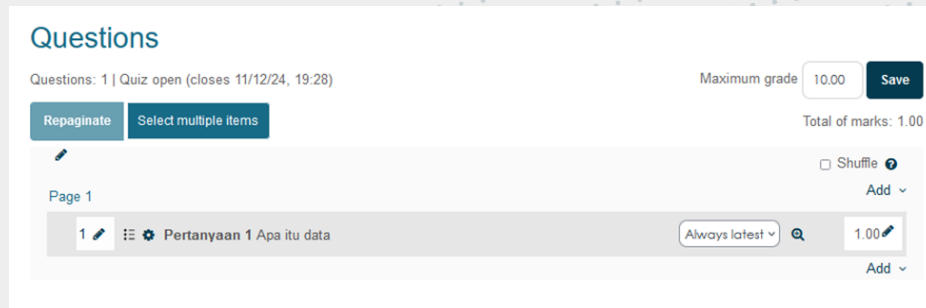 Questions
Questions: 1 | Quiz open (closes 11/12/24, 19:28)
Maximum grade 10.00 Save
Repaginate Select multiple items
Total of marks: 1.00
Shuffle
Page 1
Add
1 Pertanyaan 1 Apa itu data Always latest 1.00
Add